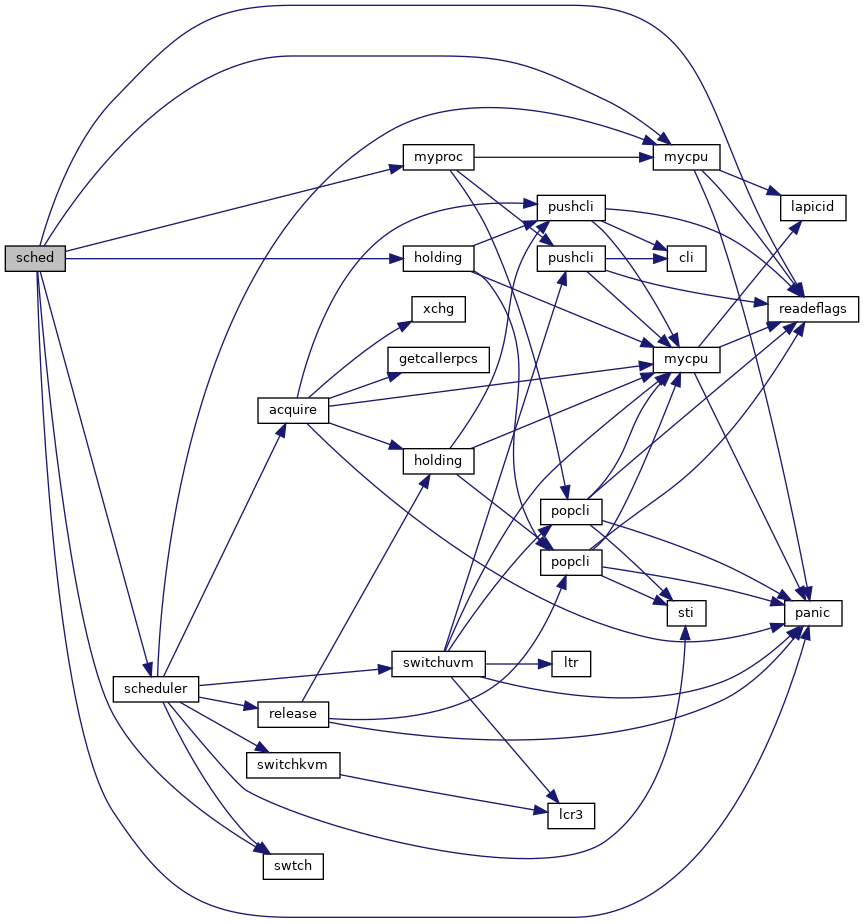 sched
myproc
mycpu
pushcli
lapicid
holding
pushcli
cli
xchg
readeflags
getcallerpcs
mycpu
acquire
holding
popcli
popcli
sti
panic
switchuvm
ltr
scheduler
release
switchkvm
lcr3
swtch